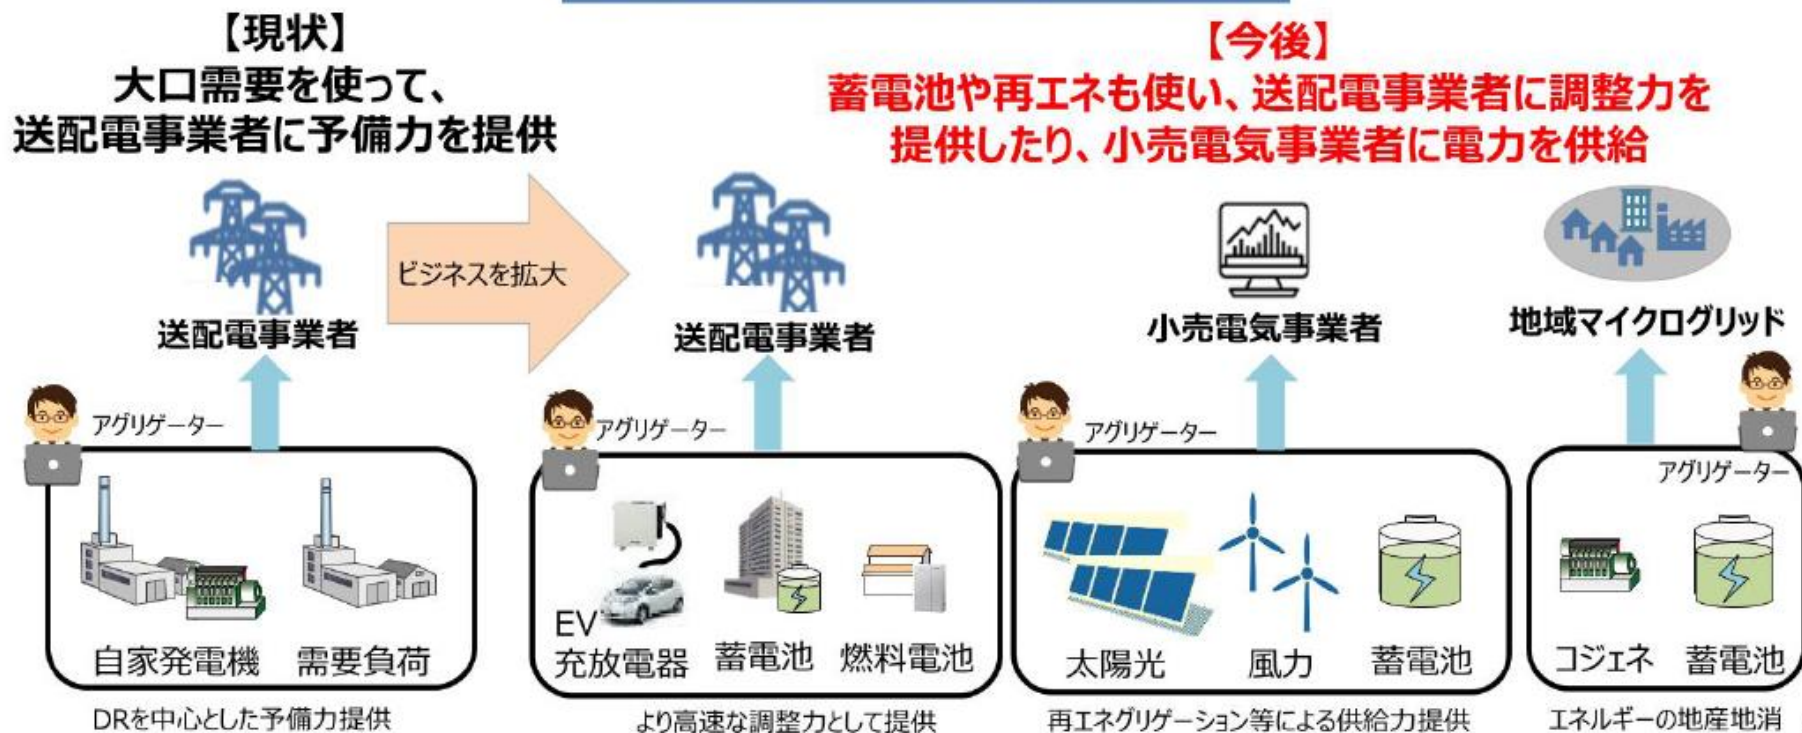 【現状】
大口需要を使って、
送配電事業者に予備力を提供
【今後】
蓄電池や再エネも使い、送配電事業者に調整力を
提供したり、小売電気事業者に電力を供給
ビジネスを拡大
送配電事業者
送配電事業者
小売電気事業者
地域マイクログリッド
アグリゲーター
アグリゲーター
アグリゲーター
アグリゲーター
自家発電機
需要負荷
EV
充放電器
蓄電池
燃料電池
太陽光
風力
蓄電池
コジェネ
蓄電池
DRを中心とした予備力提供
より高速な調整力として提供
再エネグリゲーション等による供給力提供
エネルギーの地産地消